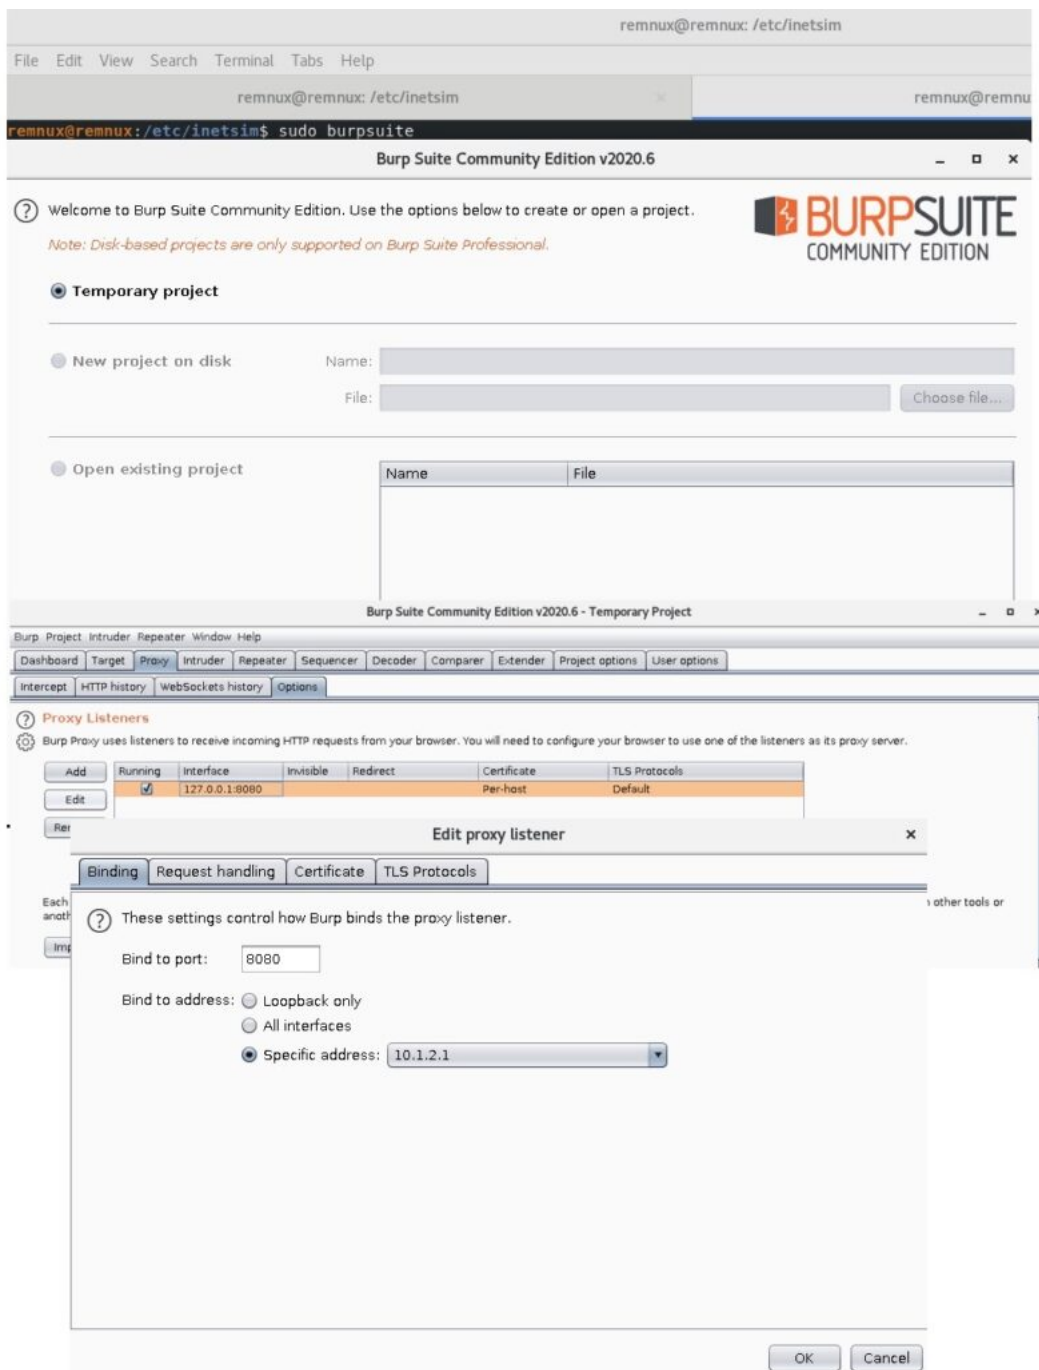 remnux@remnux: /etc/inetsim
File Edit View Search Terminal Tabs Help
remnux@remnux: /etc/inetsim × remnux@remnu
remnux@remnux:/etc/inetsim$ sudo burpsuite
Burp Suite Community Edition v2020.6
Welcome to Burp Suite Community Edition. Use the options below to create or open a project.
Note: Disk-based projects are only supported on Burp Suite Professional.
BURPSUITE
COMMUNITY EDITION
Temporary project
New project on disk Name:
File: Choose file...
Open existing project
Name File
Burp Suite Community Edition v2020.6 - Temporary Project
Burp Project Intruder Repeater Window Help
Dashboard Target Proxy Intruder Repeater Sequencer Decoder Comparer Extender Project options User options
Intercept HTTP history WebSockets history Options
Proxy Listeners
Burp Proxy uses listeners to receive incoming HTTP requests from your browser. You will need to configure your browser to use one of the listeners as its proxy server.
Add Running Interface Invisible Redirect Certificate TLS Protocols
127.0.0.1:8080 Per-host Default
Edit
Rer
Edit proxy listener
Binding Request handling Certificate TLS Protocols
Each other tools or
anoth
These settings control how Burp binds the proxy listener.
Imp
Bind to port: 8080
Bind to address: Loopback only
All interfaces
Specific address: 10.1.2.1
OK Cancel